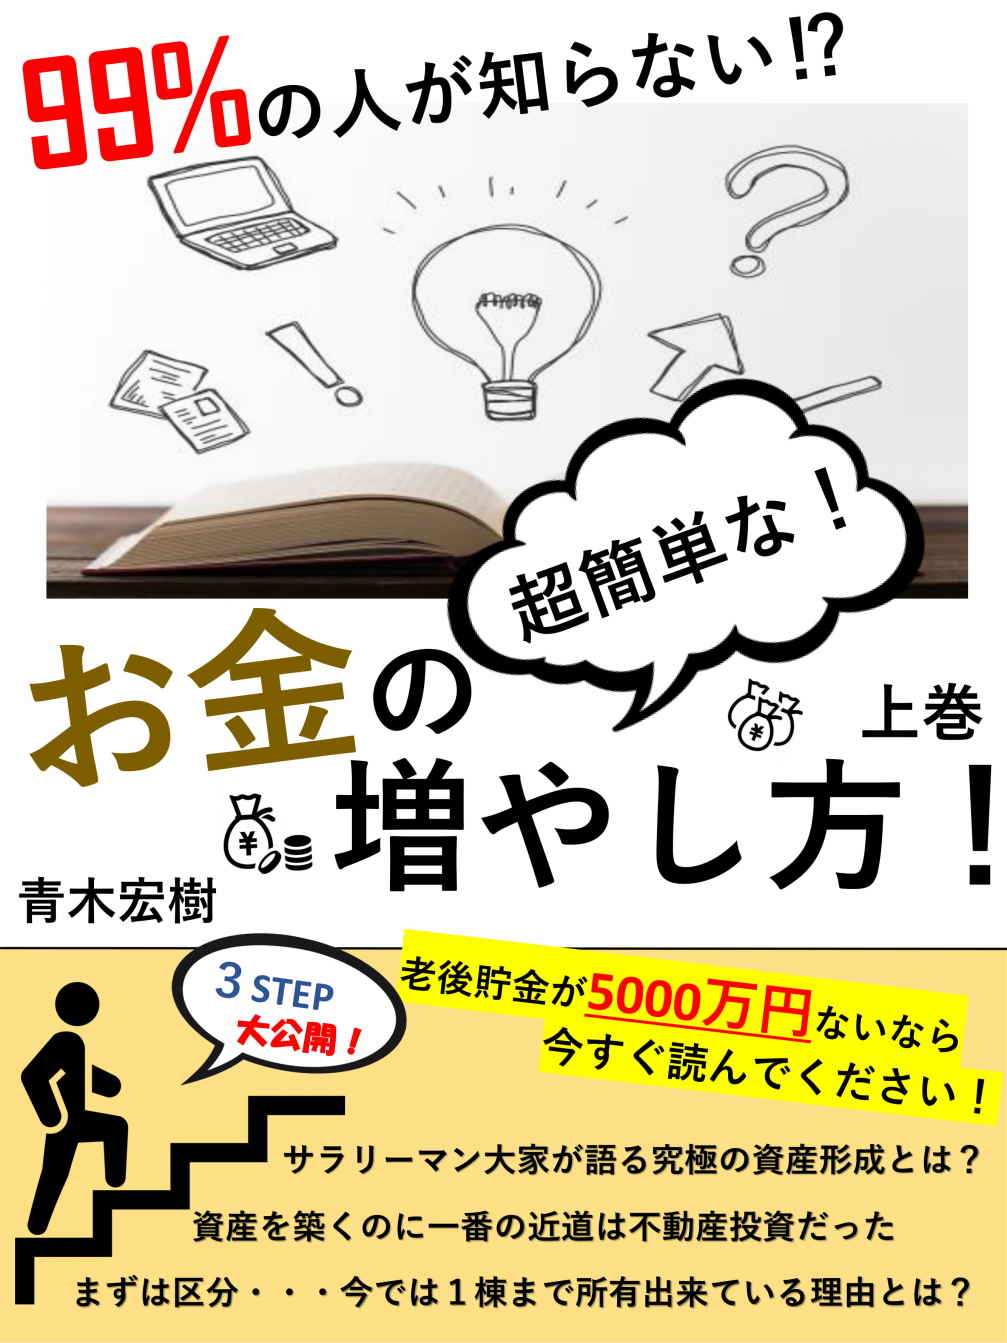 99%の人が知らない!?
超簡単な！
お金の
上巻
増やし方！
青木宏樹
３STEP
大公開！
老後貯金が5000万円ないなら
今すぐ読んでください！
サラリーマン大家が語る究極の資産形成とは？
資産を築くのに一番の近道は不動産投資だった
まずは区分・・・今では１棟まで所有出来ている理由とは？